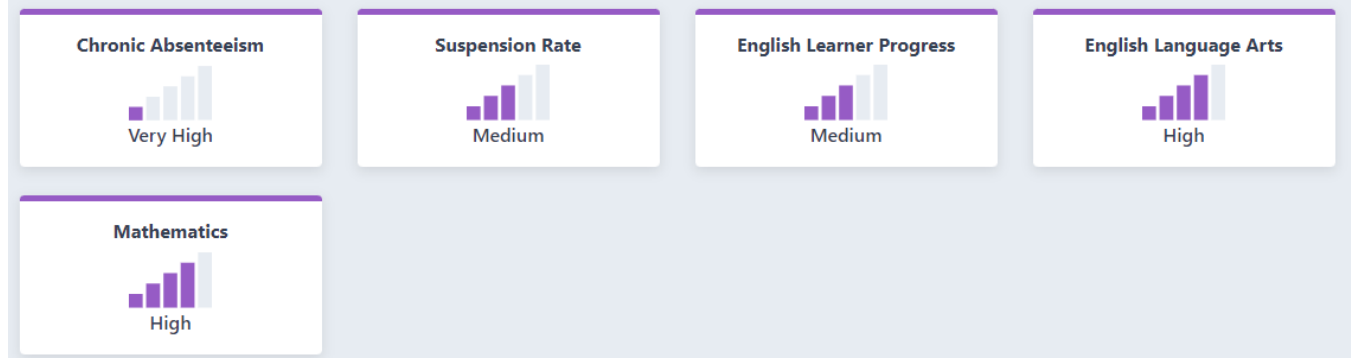 Chronic Absenteeism
Very High
Suspension Rate
Medium
English Learner Progress
Medium
English Language Arts
High
Mathematics
High